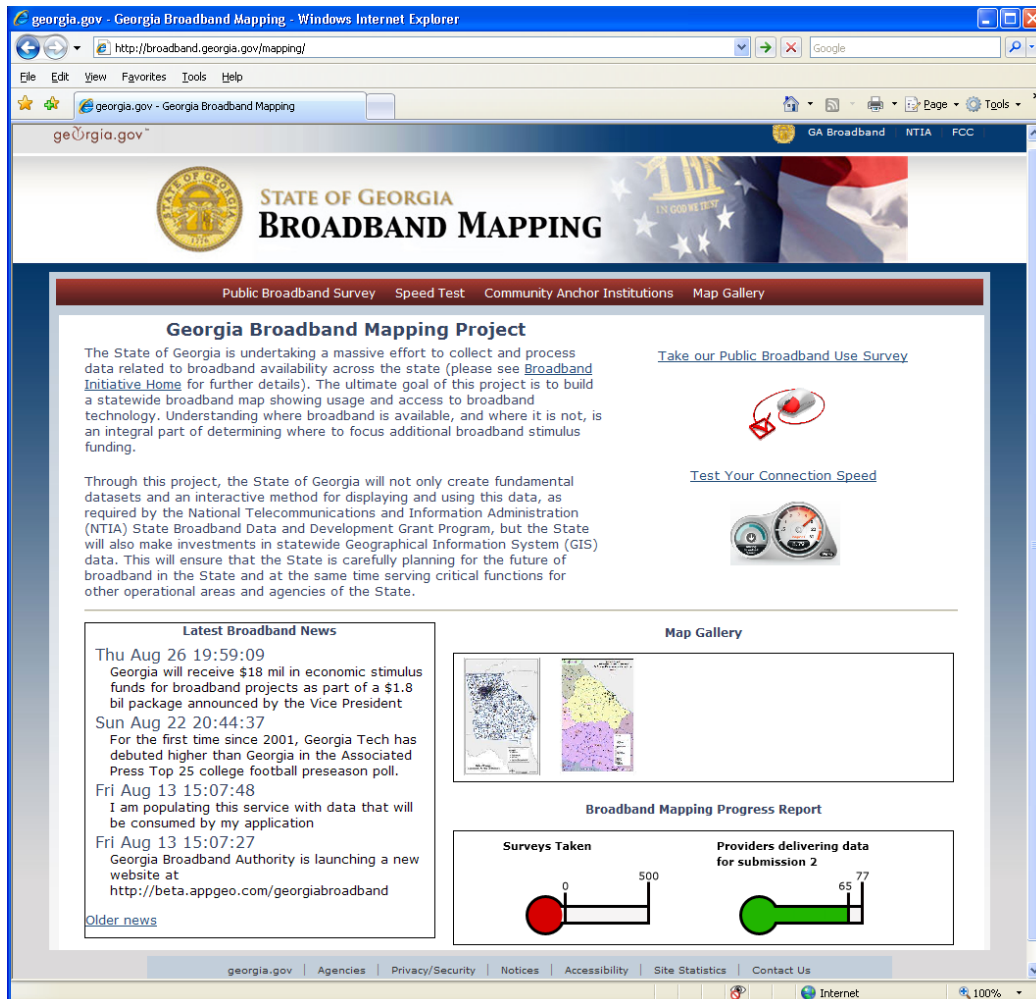 georgia.gov - Georgia Broadband Mapping - Windows Internet Explorer
http://broadband.georgia.gov/mapping/
Google
File Edit View Favorites Tools Help
georgia.gov - Georgia Broadband Mapping
Page Tools
georgia.gov™
GA Broadband NTIA FCC
STATE OF GEORGIA
1776
IN GOD WE TRUST
STATE OF GEORGIA
BROADBAND MAPPING
Public Broadband Survey Speed Test Community Anchor Institutions Map Gallery
Georgia Broadband Mapping Project
The State of Georgia is undertaking a massive effort to collect and process
data related to broadband availability across the state (please see Broadband
Initiative Home for further details). The ultimate goal of this project is to build
a statewide broadband map showing usage and access to broadband
technology. Understanding where broadband is available, and where it is not, is
an integral part of determining where to focus additional broadband stimulus
funding.
Through this project, the State of Georgia will not only create fundamental
datasets and an interactive method for displaying and using this data, as
required by the National Telecommunications and Information Administration
(NTIA) State Broadband Data and Development Grant Program, but the State
will also make investments in statewide Geographical Information System (GIS)
data. This will ensure that the State is carefully planning for the future of
broadband in the State and at the same time serving critical functions for
other operational areas and agencies of the State.
Take our Public Broadband Use Survey
Test Your Connection Speed
Latest Broadband News
Thu Aug 26 19:59:09
Georgia will receive $18 mil in economic stimulus
funds for broadband projects as part of a $1.8
bil package announced by the Vice President
Sun Aug 22 20:44:37
For the first time since 2001, Georgia Tech has
debuted higher than Georgia in the Associated
Press Top 25 college football preseason poll.
Fri Aug 13 15:07:48
I am populating this service with data that will
be consumed by my application
Fri Aug 13 15:07:27
Georgia Broadband Authority is launching a new
website at
http://beta.appgeo.com/georgiabroadband
Older news
Map Gallery
Broadband Mapping Progress Report
Surveys Taken
0 500
Providers delivering data
for submission 2
77
65
georgia.gov | Agencies | Privacy/Security | Notices | Accessibility | Site Statistics | Contact Us
Internet 100%